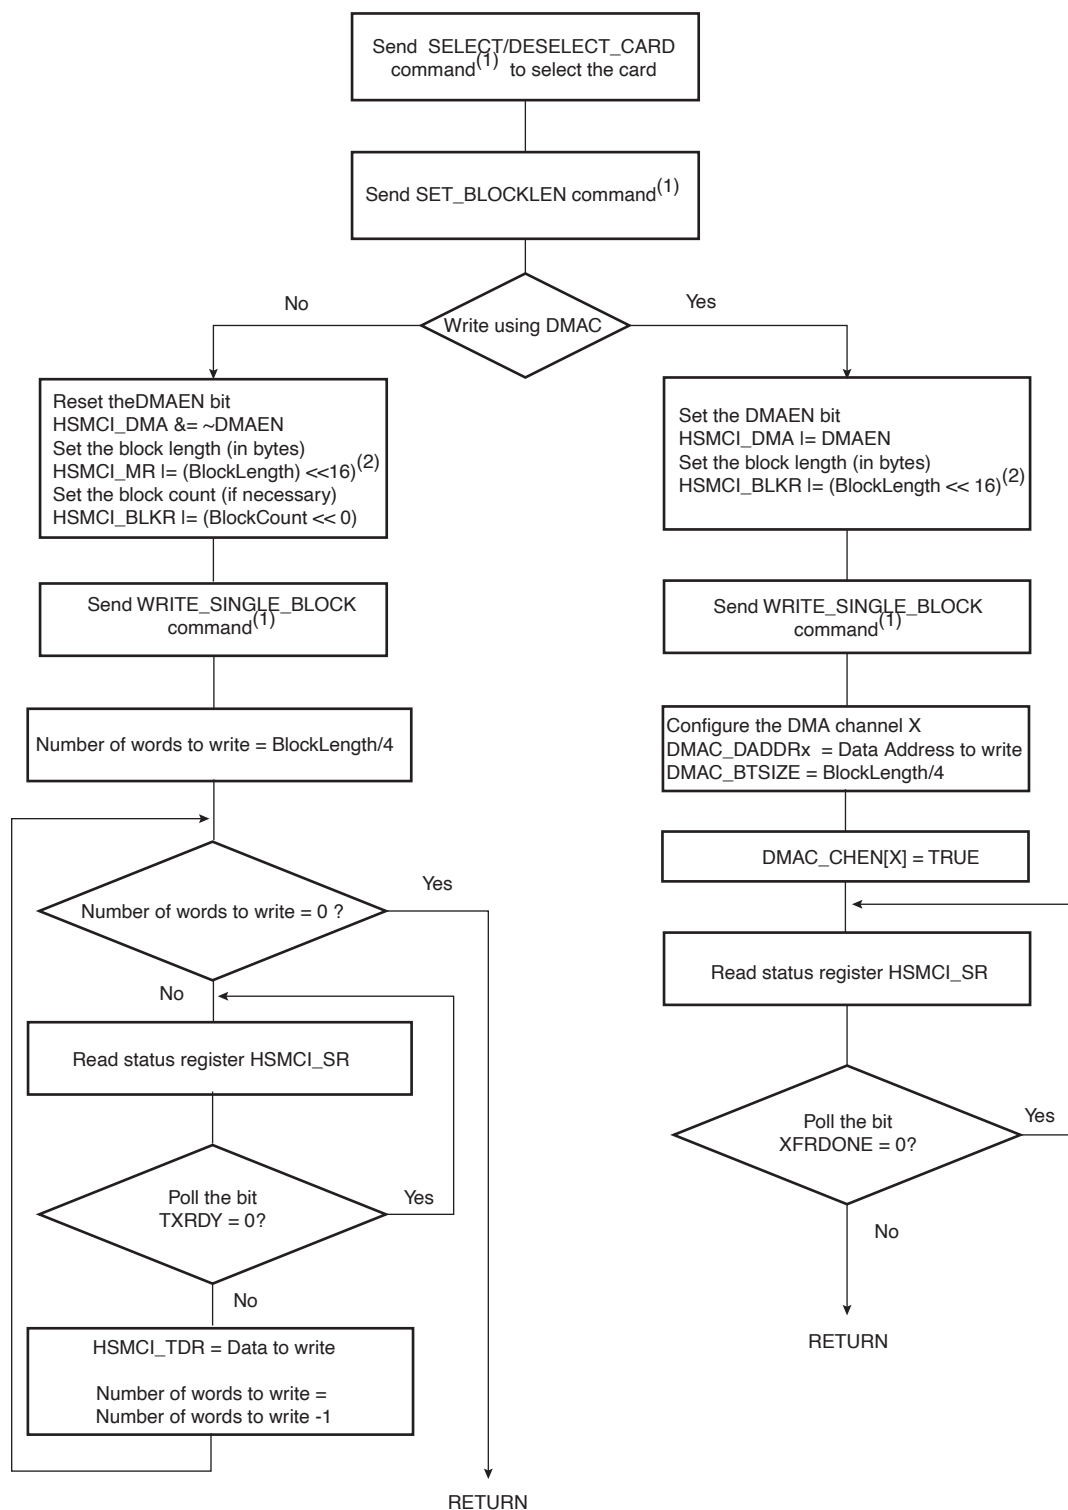 Send SELECT/DESELECT_CARD
command(1) to select the card
Send SET_BLOCKLEN command(1)
No
Yes
Write using DMAC
Reset theDMAEN bit
HSMCI_DMA &= ~DMAEN
Set the block length (in bytes)
HSMCI_MR |= (BlockLength) <<16)(2)
Set the block count (if necessary)
HSMCI_BLKR |= (BlockCount << 0)
Send WRITE_SINGLE_BLOCK
command(1)
Number of words to write = BlockLength/4
Number of words to write = 0 ?
Yes
No
Read status register HSMCI_SR
Poll the bit
TXRDY = 0?
Yes
No
HSMCI_TDR = Data to write
Number of words to write =
Number of words to write -1
RETURN
Set the DMAEN bit
HSMCI_DMA |= DMAEN
Set the block length (in bytes)
HSMCI_BLKR |= (BlockLength << 16)(2)
Send WRITE_SINGLE_BLOCK
command(1)
Configure the DMA channel X
DMAC_DADDRx = Data Address to write
DMAC_BTSIZE = BlockLength/4
DMAC_CHEN[X] = TRUE
Read status register HSMCI_SR
Poll the bit
XFRDONE = 0?
Yes
No
RETURN